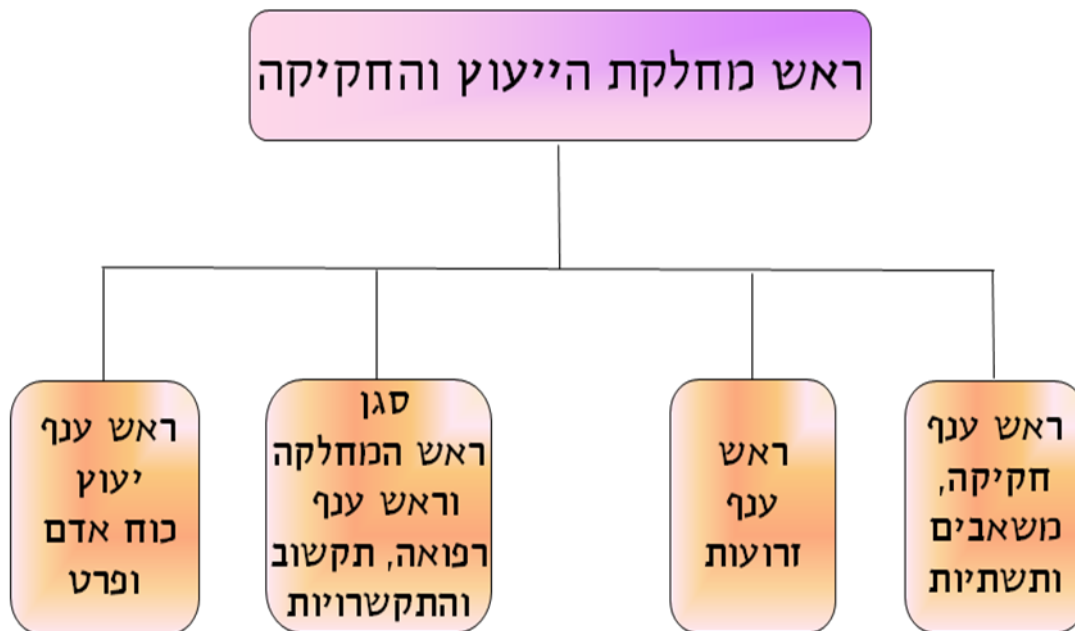 ראש מחלקת הייעוץ והחקיקה
ראש ענף
חקיקה,
משאבים
ותשתיות
ראש
ענף
זרועות
סגן
ראש המחלקה
וראש ענף
רפואה, תקשוב
והתקשרויות
ראש ענף
יעוץ
כוח אדם
ופרט